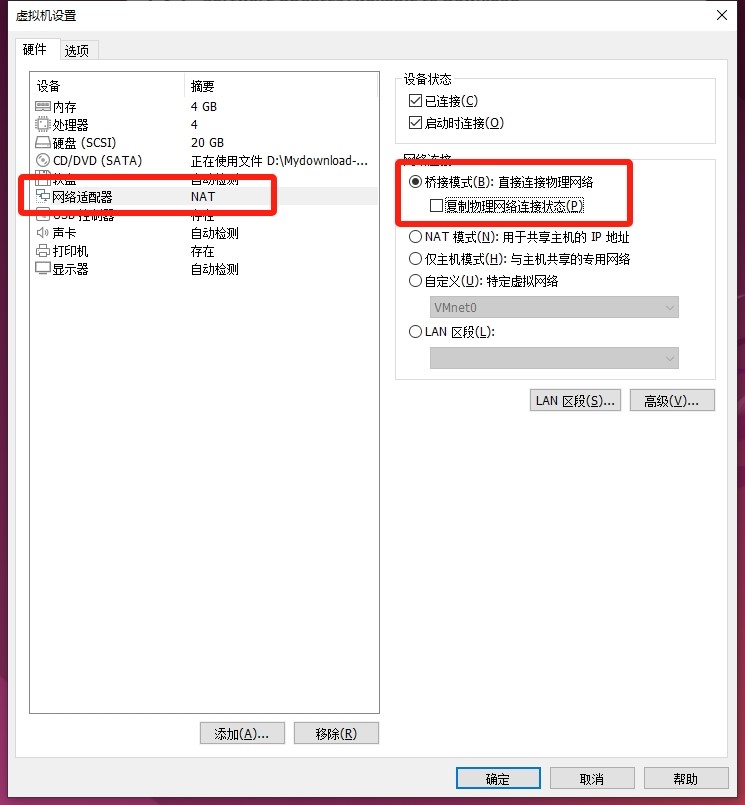 虚拟机设置
硬件 选项
设备 摘要
内存 4 GB
处理器 4
硬盘 (SCSI) 20 GB
CD/DVD (SATA) 正在使用文件 D:\Mydownload-...
软盘 自动检测
网络适配器 NAT
USB 控制器 存在
声卡 自动检测
打印机 存在
显示器 自动检测
添加(A)... 移除(R)
设备状态
已连接(C)
启动时连接(O)
网络连接
桥接模式(B): 直接连接物理网络
复制物理网络连接状态(P)
NAT 模式(N): 用于共享主机的 IP 地址
仅主机模式(H): 与主机共享的专用网络
自定义(U): 特定虚拟网络
VMnet0
LAN 区段(L):
LAN 区段(S)... 高级(V)...
确定 取消 帮助